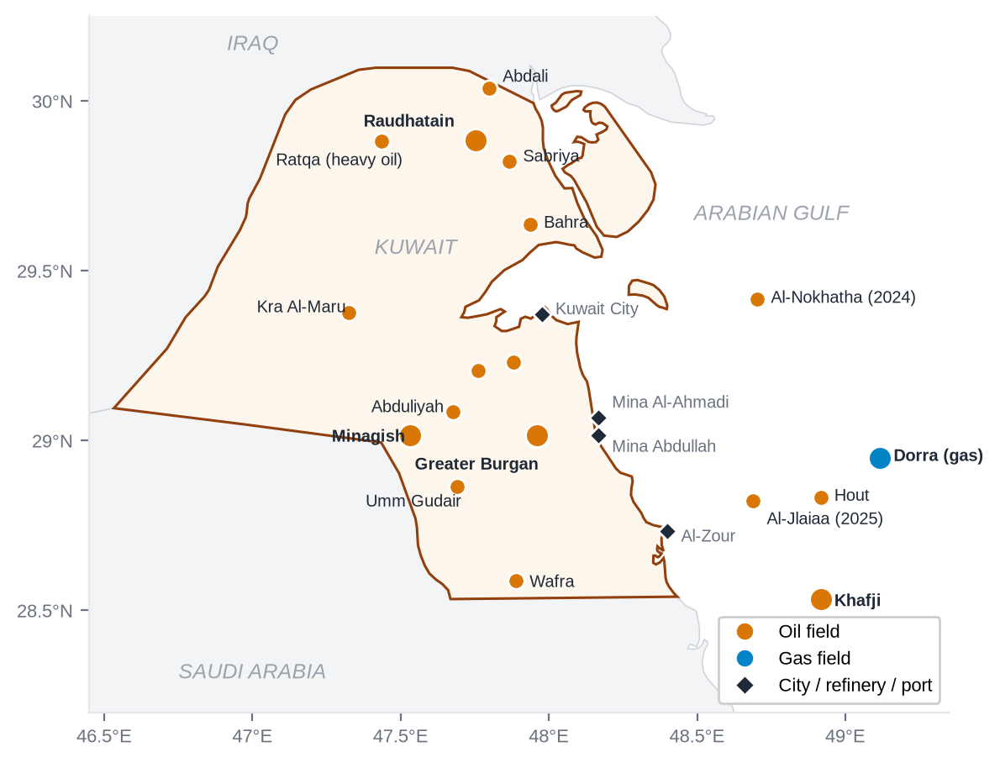 IRAQ
Abdali
30°N
Raudhatain
Ratqa (heavy oil)
Sabriya
ARABIAN GULF
Bahra
KUWAIT
29.5°N
Al-Nokhatha (2024)
Kra Al-Maru
Kuwait City
Mina Al-Ahmadi
Abduliyah
Minagish
29°N
Mina Abdullah
Dorra (gas)
Greater Burgan
Hout
Umm Gudair
Al-Jlaiaa (2025)
Al-Zour
Wafra
Khafji
28.5°N
Oil field
Gas field
City / refinery / port
SAUDI ARABIA
46.5°E
47°E
47.5°E
48°E
48.5°E
49°E